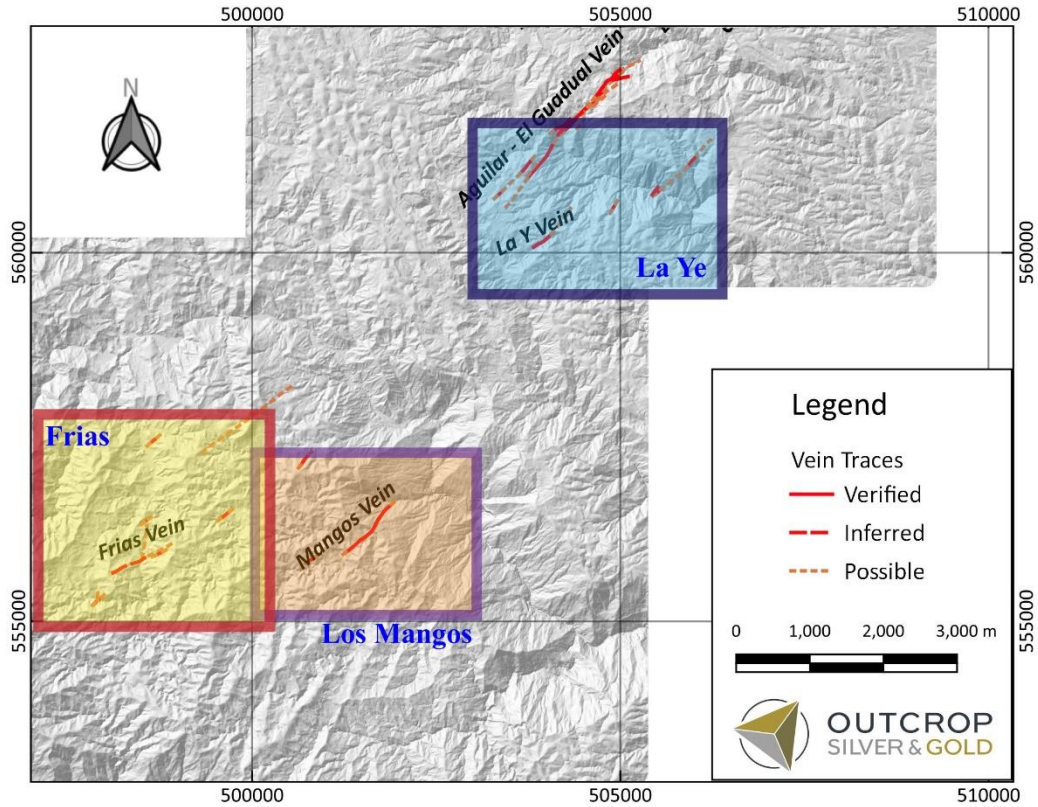 500000
505000
510000
N
Aguilar - El Guadual Vein
La Y Vein
La Ye
560000
560000
Frias
Frias Vein
Mangos Vein
Los Mangos
555000
555000
Legend
Vein Traces
Verified
Inferred
Possible
0 1,000 2,000 3,000 m
OUTCROP
SILVER & GOLD
500000
505000
510000